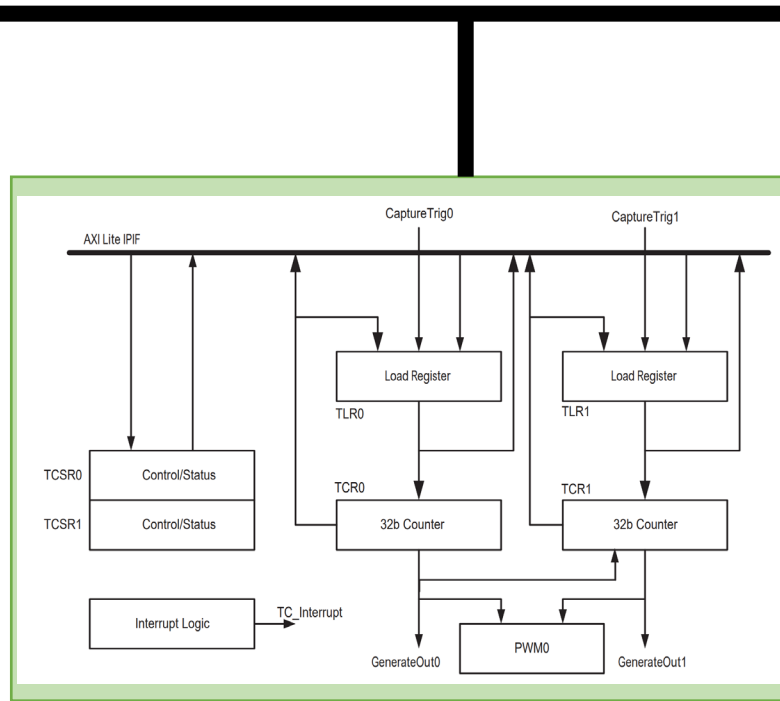 CaptureTrig0
CaptureTrig1
AXI Lite IPIF
Load Register
Load Register
TLR0
TLR1
TCSR0
Control/Status
TCR0
TCR1
TCSR1
Control/Status
32b Counter
32b Counter
Interrupt Logic
TC_Interrupt
PWM0
GenerateOut0
GenerateOut1